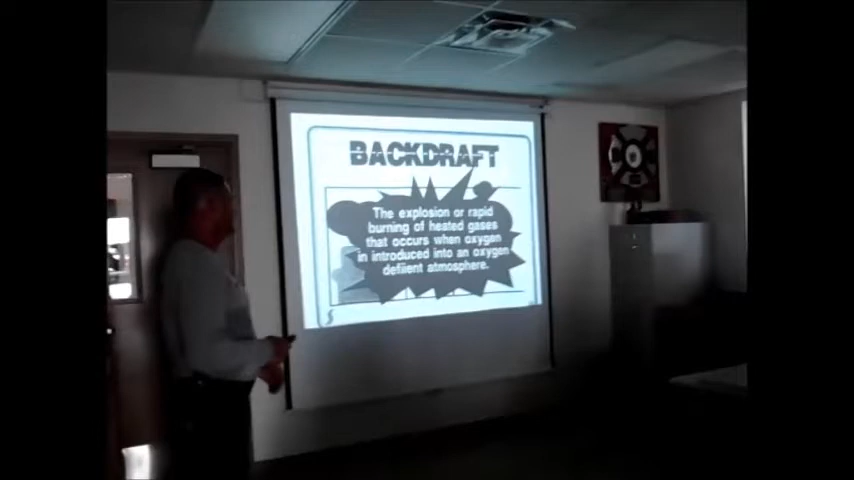 BACKDRAFT
The explosion or rapid
burning of heated gases
that occurs when oxygen
in introduced into an oxygen
defiient atmosphere.